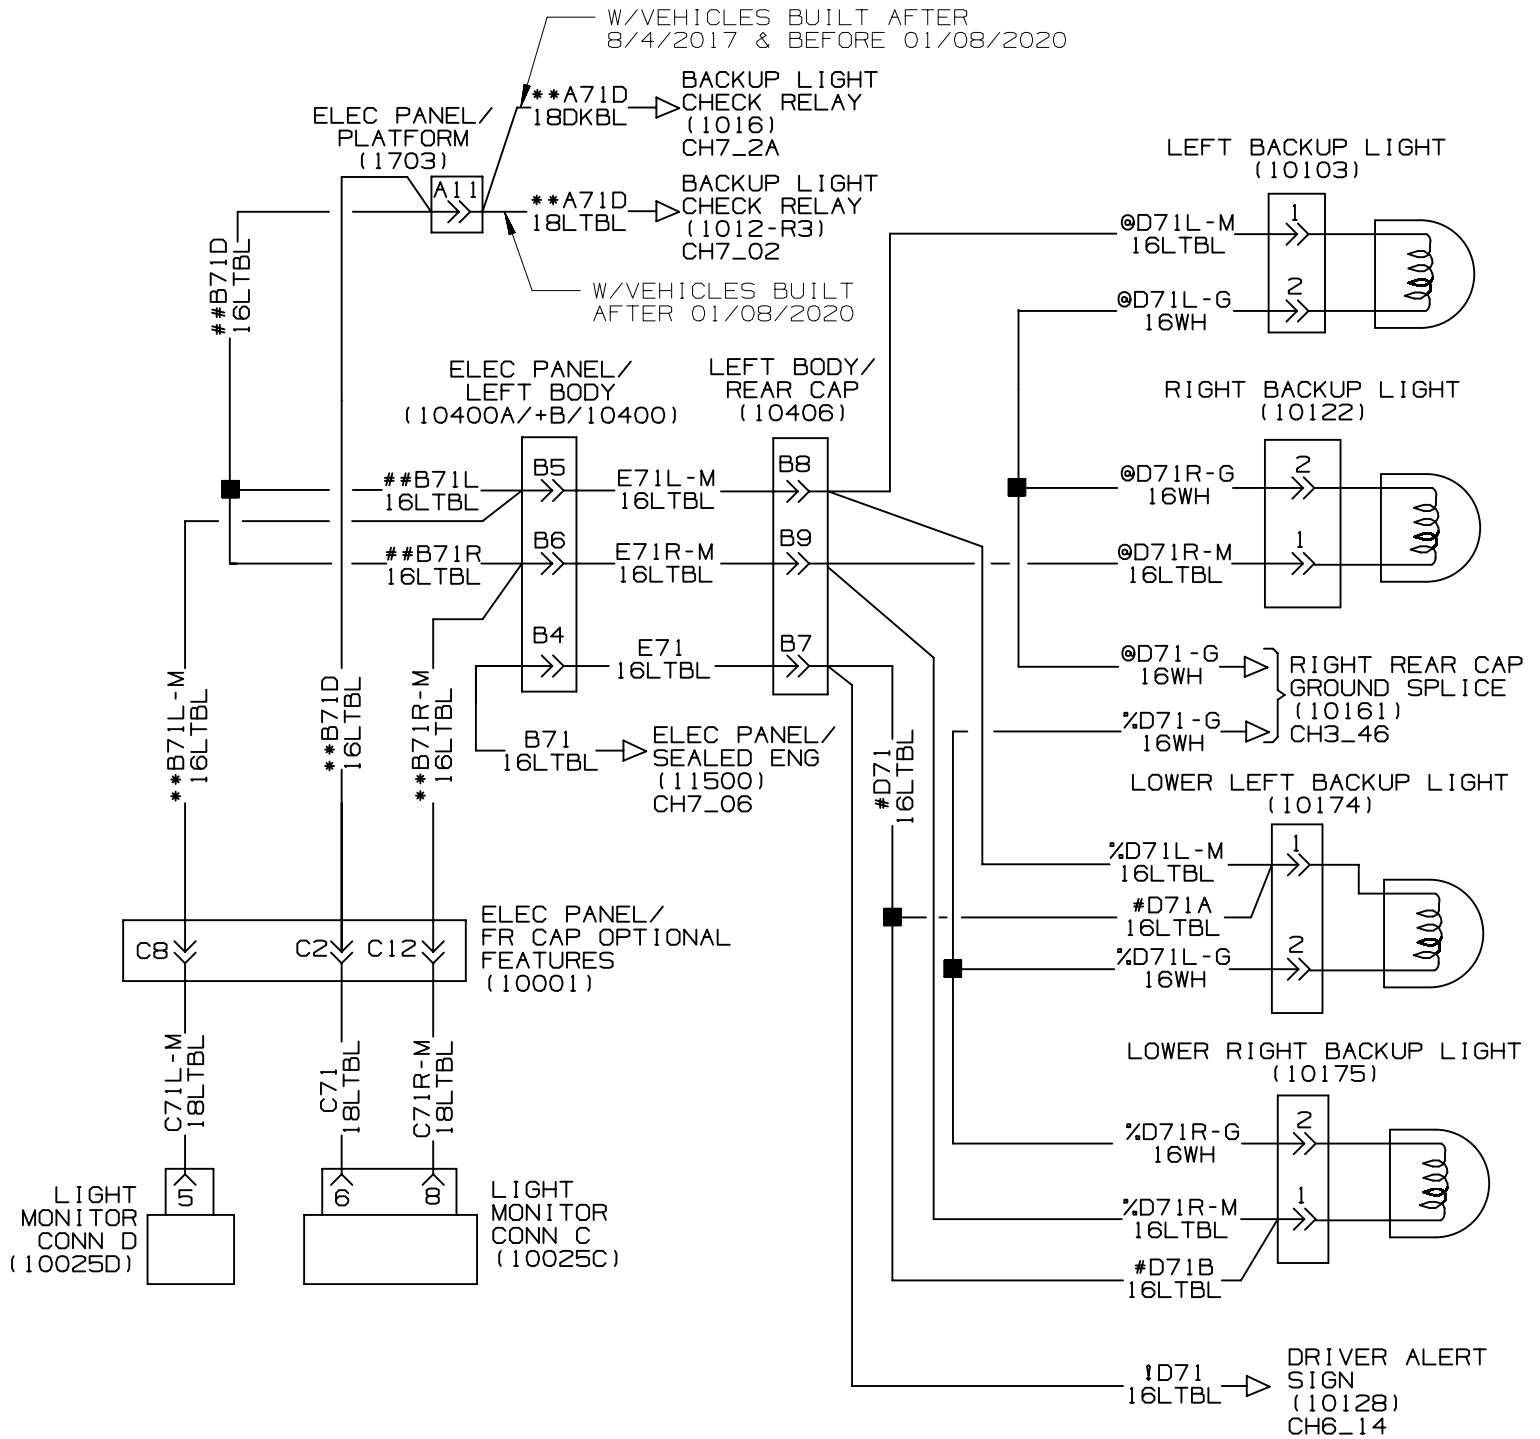 W/VEHICLES BUILT AFTER
8/4/2017 & BEFORE 01/08/2020
**A71D
18DKBL
BACKUP LIGHT
CHECK RELAY
(1016)
CH7_2A
ELEC PANEL/
PLATFORM
(1703)
A11
**A71D
18LTBL
BACKUP LIGHT
CHECK RELAY
(1012-R3)
CH7_02
W/VEHICLES BUILT
AFTER 01/08/2020
##B71D
16LTBL
LEFT BACKUP LIGHT
(10103)
@D71L-M
16LTBL
1
@D71L-G
16WH
2
ELEC PANEL/
LEFT BODY
(10400A/+B/10400)
LEFT BODY/
REAR CAP
(10406)
RIGHT BACKUP LIGHT
(10122)
##B71L
16LTBL
B5
E71L-M
16LTBL
B8
@D71R-G
16WH
2
##B71R
16LTBL
B6
E71R-M
16LTBL
B9
@D71R-M
16LTBL
1
B4
E71
16LTBL
B7
@D71-G
16WH
%D71-G
16WH
RIGHT REAR CAP
GROUND SPLICE
(10161)
CH3_46
**B71L-M
16LTBL
**B71D
16LTBL
**B71R-M
16LTBL
B71
16LTBL
ELEC PANEL/
SEALED ENG
(11500)
CH7_06
#D71
16LTBL
LOWER LEFT BACKUP LIGHT
(10174)
%D71L-M
16LTBL
1
#D71A
16LTBL
%D71L-G
16WH
2
C8
C2
C12
ELEC PANEL/
FR CAP OPTIONAL
FEATURES
(10001)
C71L-M
18LTBL
C71
18LTBL
C71R-M
18LTBL
LOWER RIGHT BACKUP LIGHT
(10175)
%D71R-G
16WH
2
%D71R-M
16LTBL
1
#D71B
16LTBL
LIGHT
MONITOR
CONN D
(10025D)
5
6
8
LIGHT
MONITOR
CONN C
(10025C)
!D71
16LTBL
DRIVER ALERT
SIGN
(10128)
CH6_14